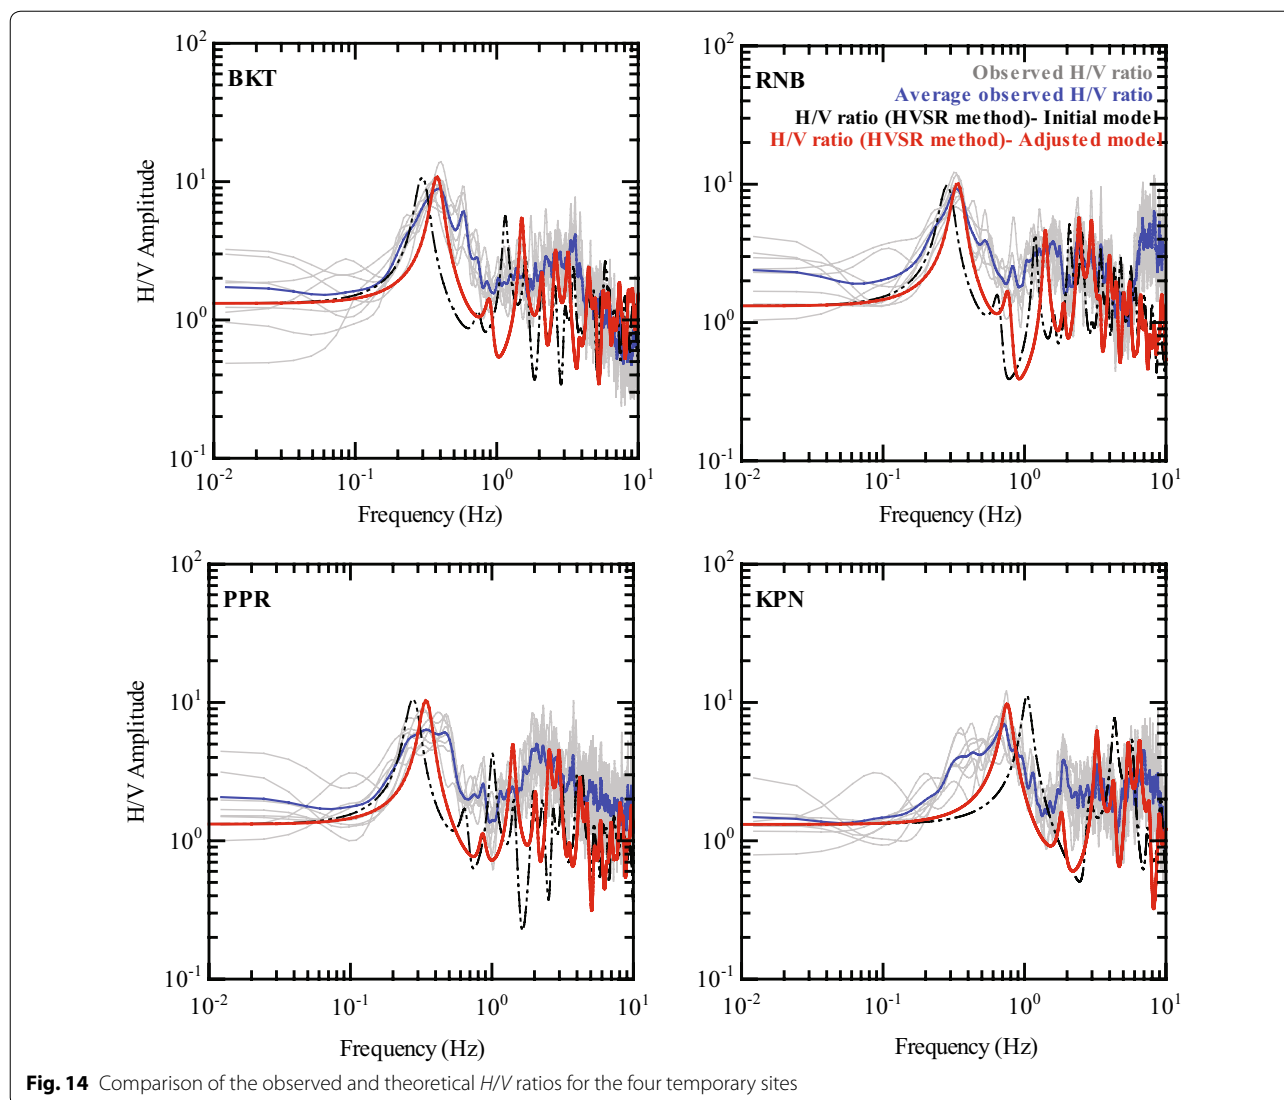 BKT
H/V Amplitude
10²
10¹
10⁰
10⁻¹
10⁻²
10⁻¹
10⁰
10¹
Frequency (Hz)
RNB
Observed H/V ratio
Average observed H/V ratio
H/V ratio (HVSR method)- Initial model
H/V ratio (HVSR method)- Adjusted model
10²
10¹
10⁰
10⁻¹
10⁻²
10⁻¹
10⁰
10¹
Frequency (Hz)
PPR
H/V Amplitude
10²
10¹
10⁰
10⁻¹
10⁻²
10⁻¹
10⁰
10¹
Frequency (Hz)
KPN
10²
10¹
10⁰
10⁻¹
10⁻²
10⁻¹
10⁰
10¹
Frequency (Hz)
Fig. 14 Comparison of the observed and theoretical H/V ratios for the four temporary sites